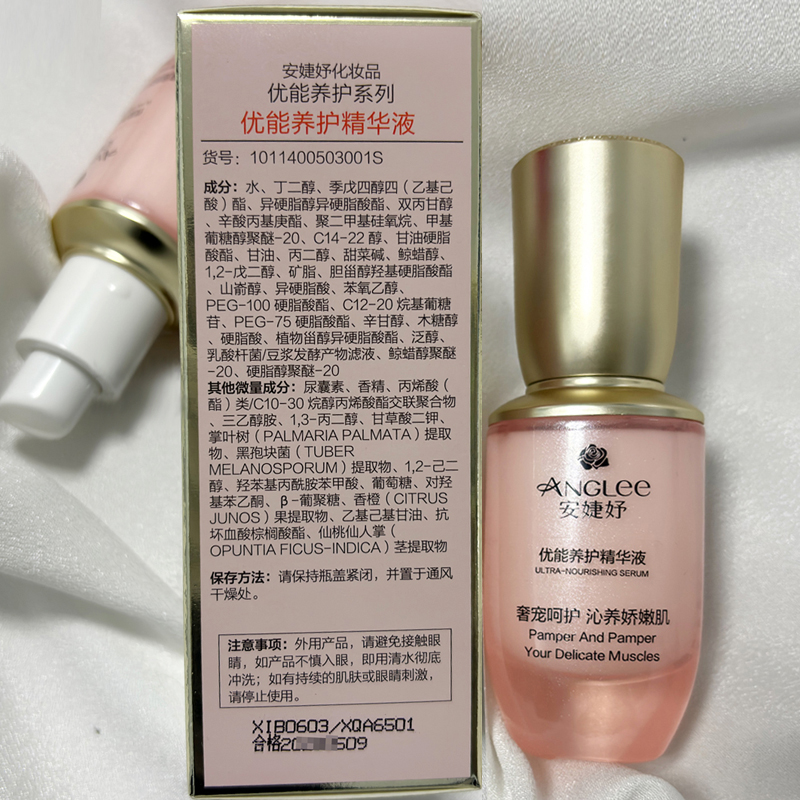 安婕妤化妆品
优能养护系列
优能养护精华液
货号：1011400503001S
成分：水、丁二醇、季戊四醇四（乙基己
酸）酯、异硬脂醇异硬脂酸酯、双丙甘醇
、辛酸丙基庚酯、聚二甲基硅氧烷、甲基
葡糖醇聚醚-20、C14-22 醇、甘油硬脂
酸酯、甘油、丙二醇、甜菜碱、鲸蜡醇、
1,2-戊二醇、矿脂、胆甾醇羟基硬脂酸酯
、山嵛醇、异硬脂酸、苯氧乙醇、
PEG-100 硬脂酸酯、C12-20 烷基葡糖
苷、PEG-75 硬脂酸酯、辛甘醇、木糖醇
、硬脂酸、植物甾醇异硬脂酸酯、泛醇、
乳酸杆菌/豆浆发酵产物滤液、鲸蜡醇聚醚
-20、硬脂醇聚醚-20
其他微量成分：尿囊素、香精、丙烯酸（
酯）类/C10-30 烷醇丙烯酸酯交联聚合物
、三乙醇胺、1,3-丙二醇、甘草酸二钾、
掌叶树（PALMARIA PALMATA）提取
物、黑孢块菌（TUBER
MELANOSPORUM）提取物、1,2-己二
醇、羟苯基丙酰胺苯甲酸、葡萄糖、对羟
基苯乙酮、β-葡聚糖、香橙（CITRUS
JUNOS）果提取物、乙基己基甘油、抗
坏血酸棕榈酸酯、仙桃仙人掌（
OPUNTIA FICUS-INDICA）茎提取物
保存方法：请保持瓶盖紧闭，并置于通风
干燥处。
注意事项：外用产品，请避免接触眼
睛，如产品不慎入眼，即用清水彻底
冲洗；如有持续的肌肤或眼睛刺激，
请停止使用。
XIB0603/XQA6501
合格20 509
ANGLee
安婕妤
优能养护精华液
ULTRA-NOURISHING SERUM
奢宠呵护 沁养娇嫩肌
Pamper And Pamper
Your Delicate Muscles